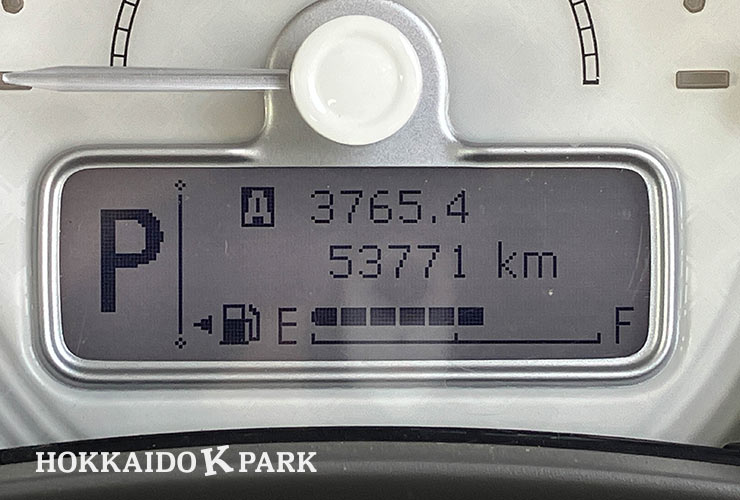 A 3765.4
P
53771 km
E F
HOKKAIDO K PARK